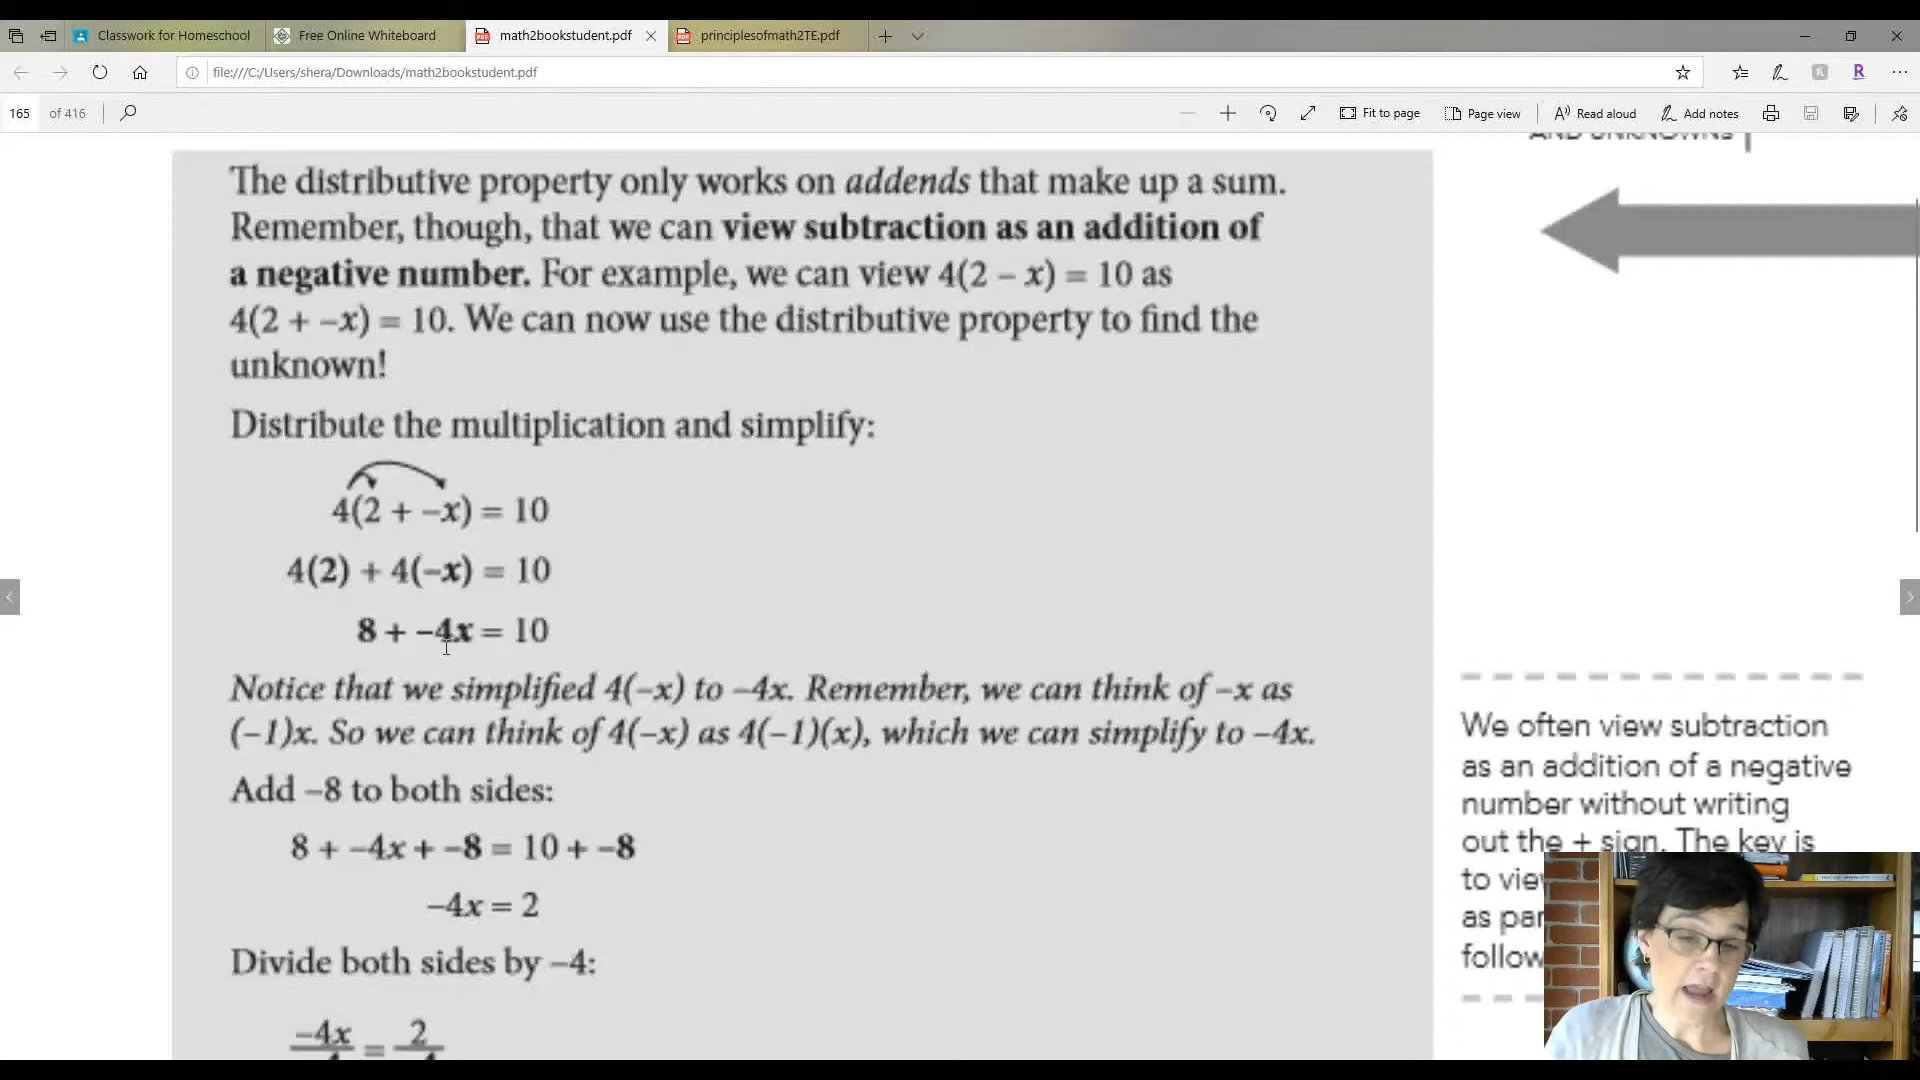 Classwork for Homeschool
Free Online Whiteboard
math2bookstudent.pdf
principlesofmath2TE.pdf
file:///C:/Users/shera/Downloads/math2bookstudent.pdf
165 of 416
Fit to page
Page view
Read aloud
Add notes
AND UNKNOWNS
The distributive property only works on addends that make up a sum.
Remember, though, that we can view subtraction as an addition of
a negative number. For example, we can view 4(2 – x) = 10 as
4(2 + –x) = 10. We can now use the distributive property to find the
unknown!
Distribute the multiplication and simplify:
4(2 + –x) = 10
4(2) + 4(–x) = 10
8 + –4x = 10
Notice that we simplified 4(–x) to –4x. Remember, we can think of –x as
(–1)x. So we can think of 4(–x) as 4(–1)(x), which we can simplify to –4x.
Add –8 to both sides:
8 + –4x + –8 = 10 + –8
–4x = 2
Divide both sides by –4:
–4x = 2
We often view subtraction
as an addition of a negative
number without writing
out the + sign. The key is
to
as